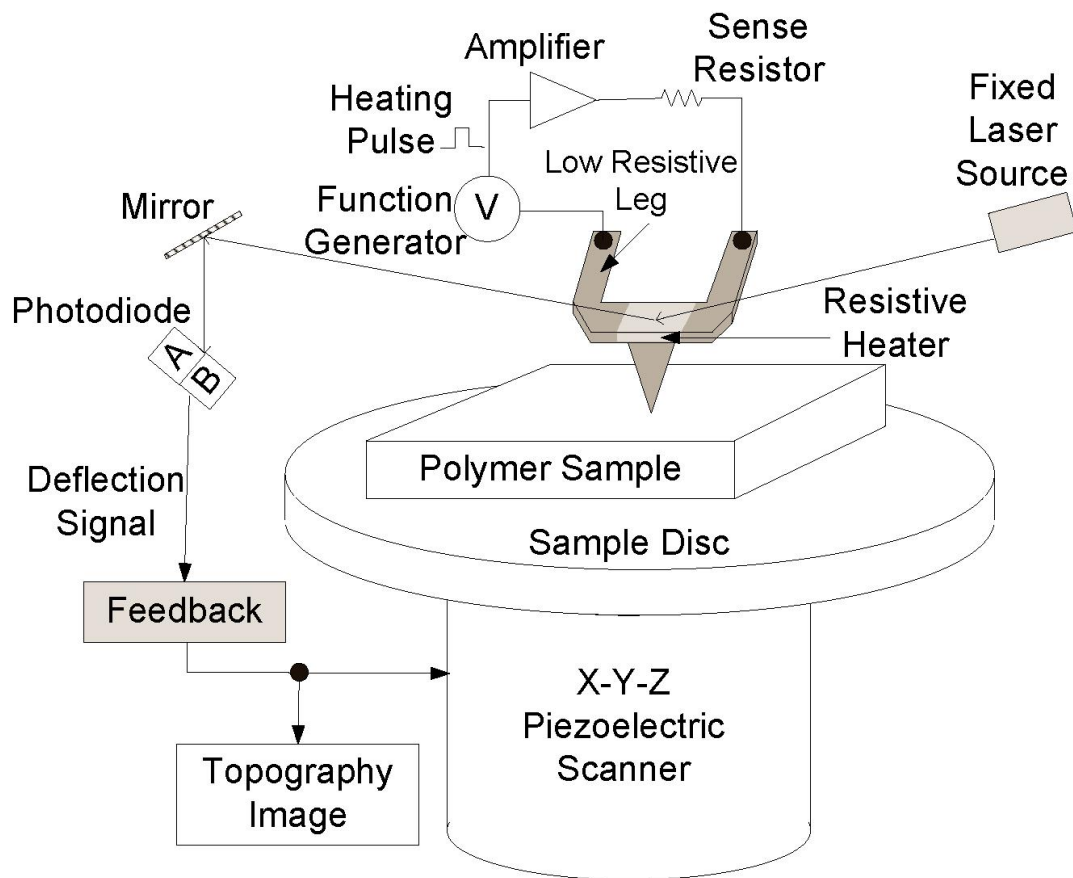 Amplifier
Sense
Resistor
Heating
Pulse
Fixed
Laser
Source
Low Resistive
Leg
Mirror
Function
Generator
V
Photodiode
A
B
Resistive
Heater
Polymer Sample
Deflection
Signal
Sample Disc
Feedback
X-Y-Z
Piezoelectric
Scanner
Topography
Image